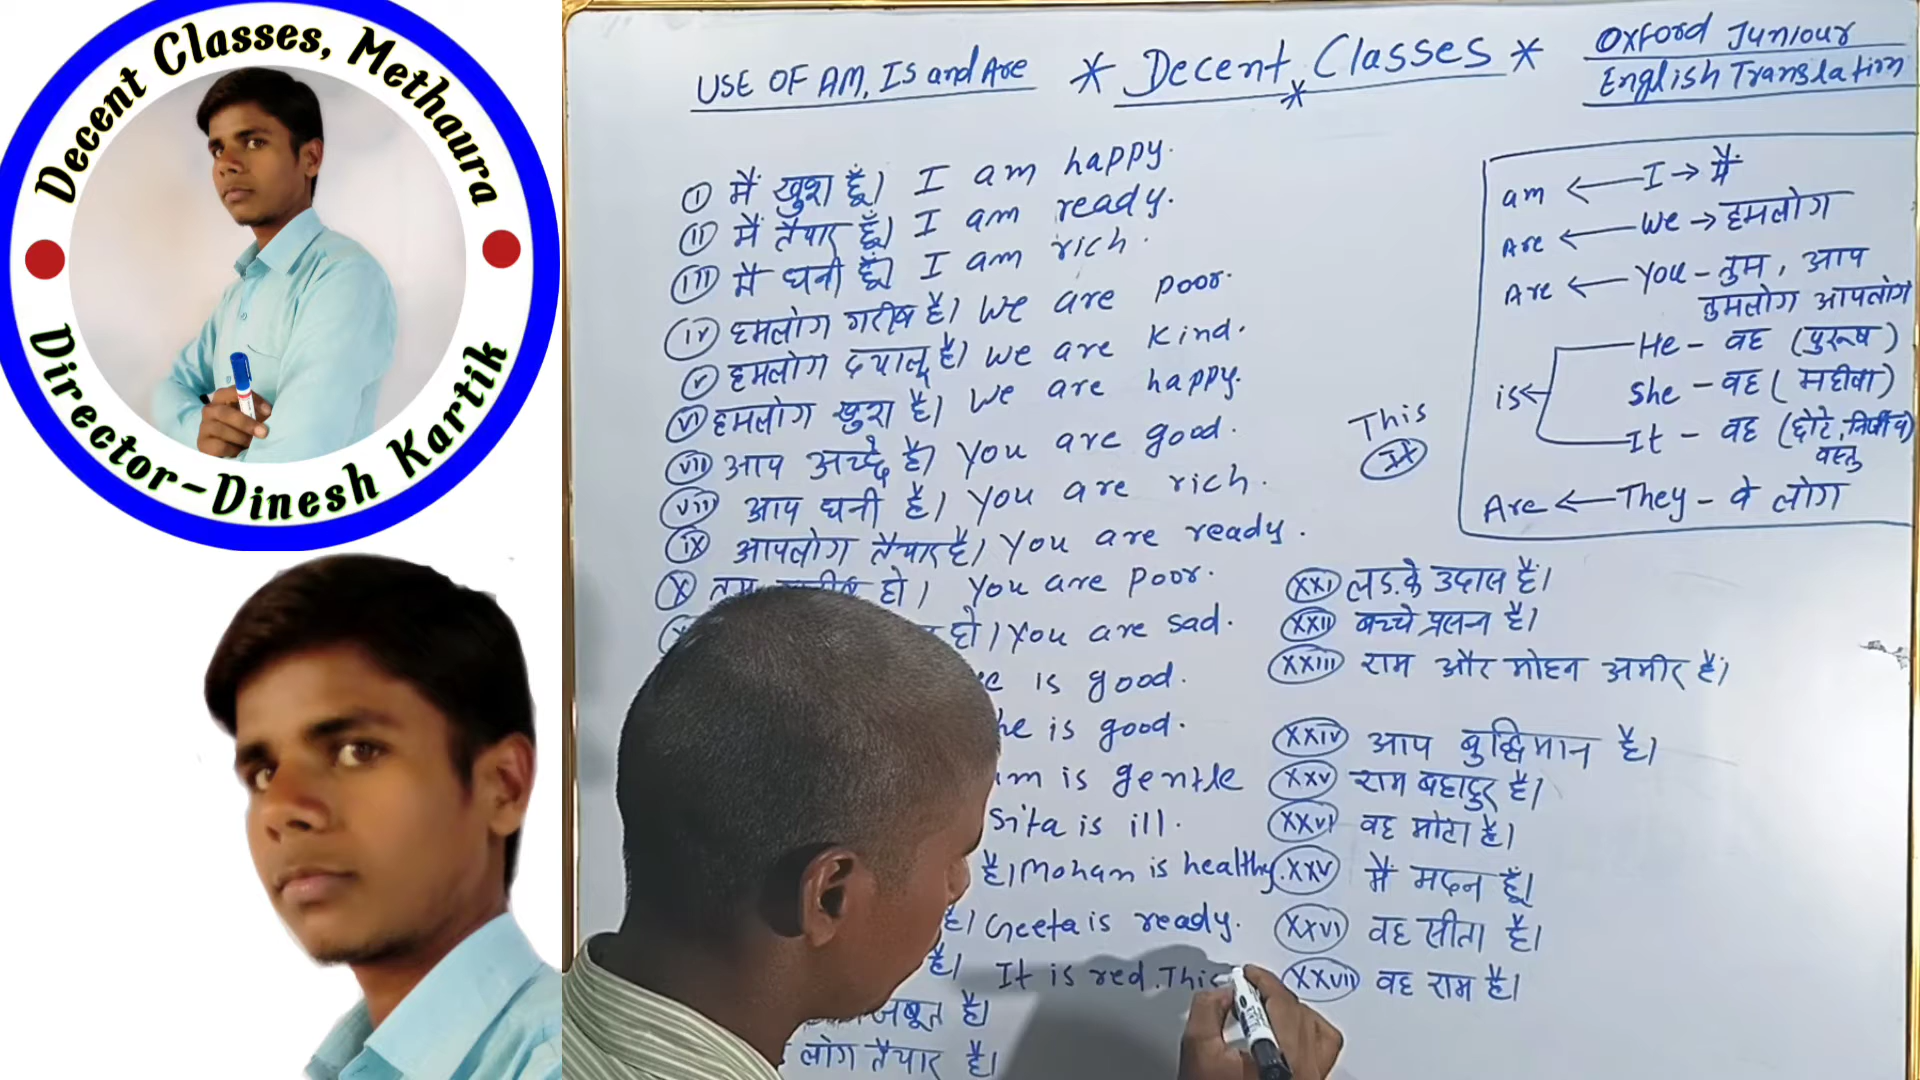 Decent Classes, Methaura
Director-Dinesh Kartik
USE OF AM, IS and Are
* Decent Classes *
*
Oxford Juniour
English Translation
(i) मैं खुश हूँ। I am happy.
(ii) मैं तैयार हूँ। I am ready.
(iii) मैं धनी हूँ। I am rich.
(iv) हमलोग गरीब हैं। We are poor.
(v) हमलोग दयालू हैं। We are kind.
(vi) हमलोग खुश हैं। We are happy.
(vii) आप अच्छे हैं। You are good.
(viii) आप धनी हैं। You are rich.
(ix) आपलोग तैयार हैं। You are ready.
(x) तुम हो। You are poor.
हो। You are sad.
is good.
is good.
is gentle
Sita is ill.
है। Mohan is healthy.
है। Geeta is ready.
है। It is red. This
है।
लोग तैयार हैं।
This
(ix)
am ← I → मैं
Are ← We → हमलोग
Are ← You - तुम, आप
तुमलोग आपलोग
He - वह (पुरूष)
is ← She - वह (महीला)
It - वह (छोटे, निर्जीव)
वस्तु
Are ← They - वे लोग
(xxi) लड़के उदास हैं।
(xxii) बच्चे प्रसन्न हैं।
(xxiii) राम और मोहन अमीर हैं।
(xxiv) आप बुद्धिमान हैं।
(xxv) राम बहादुर है।
(xxvi) वह मोटा है।
(xxv) मैं मदन हूँ।
(xxvi) वह सीता है।
(xxvii) वह राम है।